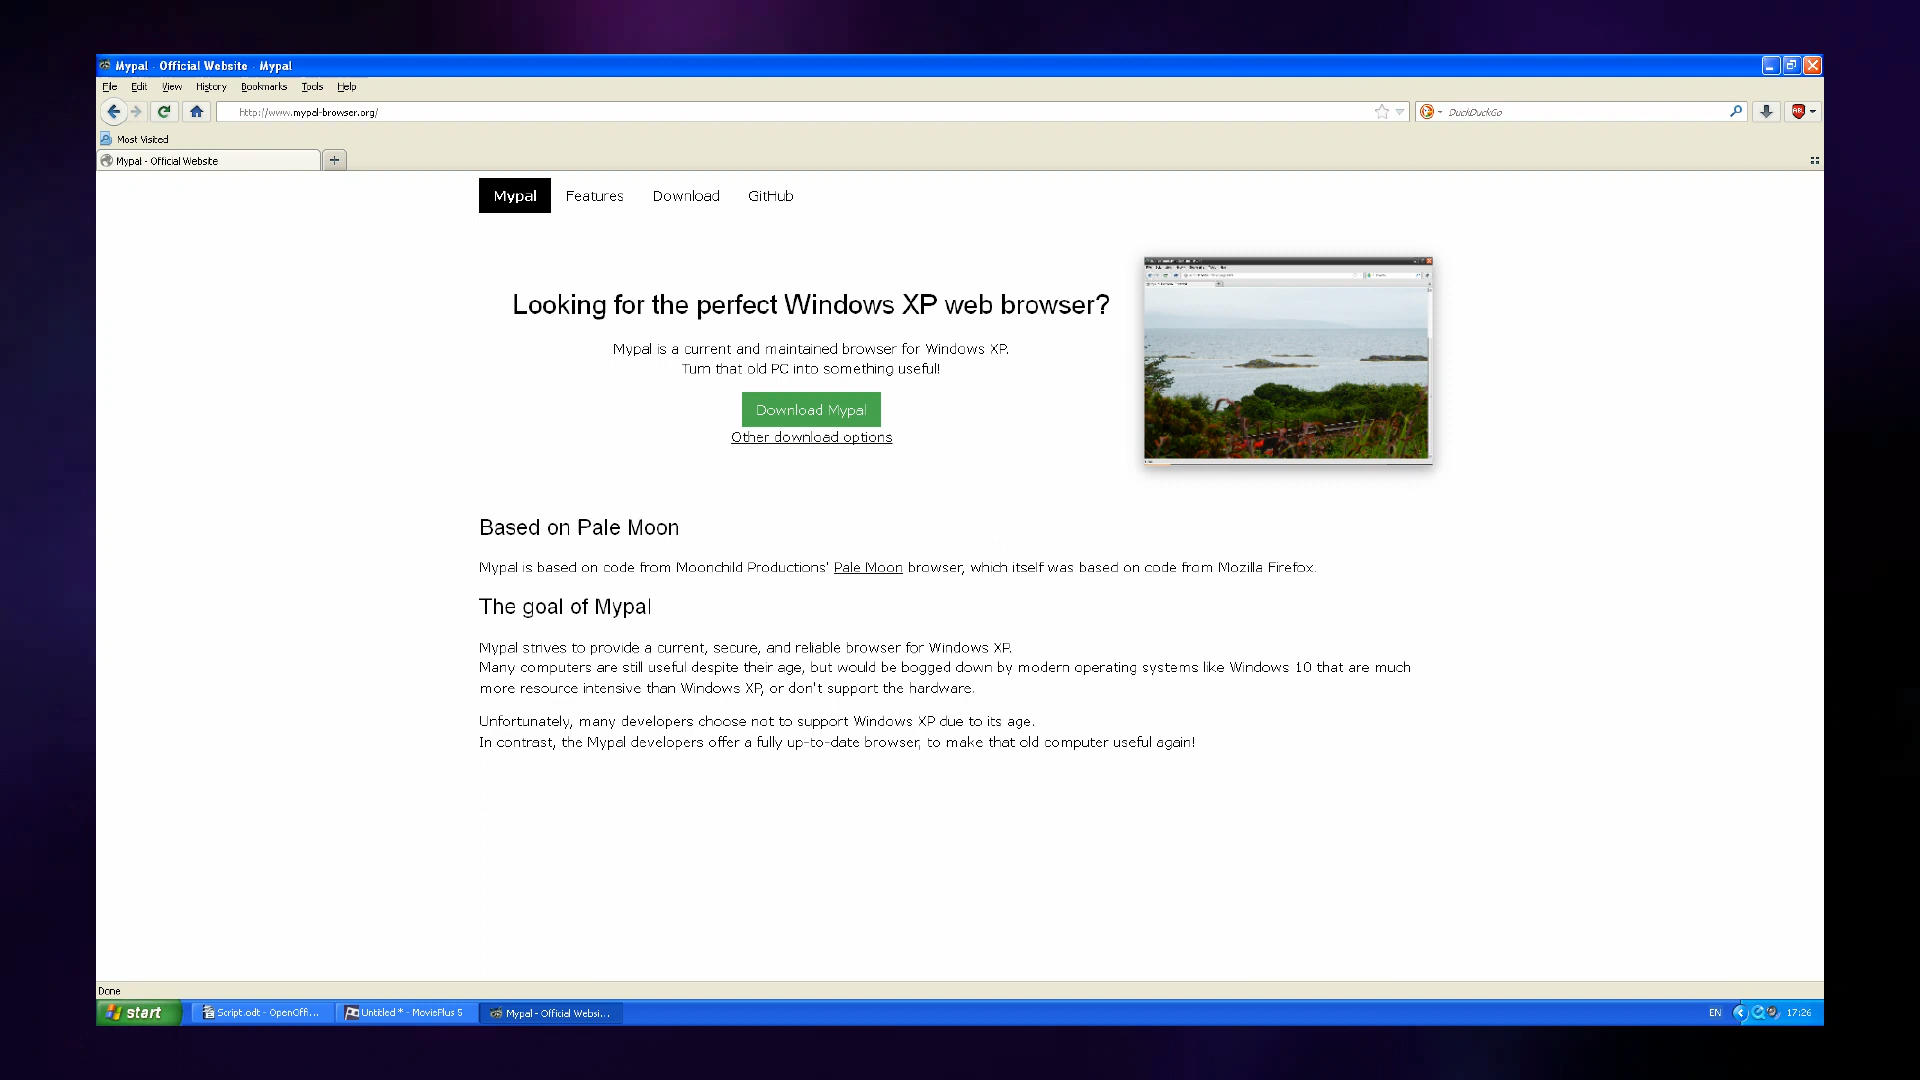 Mypal - Official Website - Mypal
File Edit View History Bookmarks Tools Help
http://www.mypal-browser.org/
DuckDuckGo
ABL
Most Visited
Mypal - Official Website
Mypal Features Download GitHub
Looking for the perfect Windows XP web browser?
Mypal is a current and maintained browser for Windows XP.
Turn that old PC into something useful!
Download Mypal
Other download options
Based on Pale Moon
Mypal is based on code from Moonchild Productions' Pale Moon browser, which itself was based on code from Mozilla Firefox.
The goal of Mypal
Mypal strives to provide a current, secure, and reliable browser for Windows XP.
Many computers are still useful despite their age, but would be bogged down by modern operating systems like Windows 10 that are much
more resource intensive than Windows XP, or don't support the hardware.
Unfortunately, many developers choose not to support Windows XP due to its age.
In contrast, the Mypal developers offer a fully up-to-date browser, to make that old computer useful again!
Done
start Script.odt - OpenOffi... Untitled * - MoviePlus 5 Mypal - Official Websi... EN 17:26